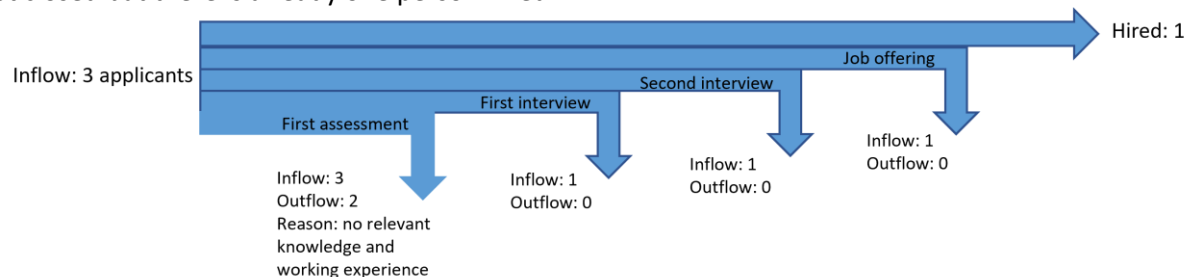 Hired: 1
Job offering
Inflow: 3 applicants
Second interview
First interview
First assessment
Inflow: 1
Outflow: 0
Inflow: 1
Outflow: 0
Inflow: 3
Outflow: 2
Reason: no relevant
knowledge and
working experience
Inflow: 1
Outflow: 0